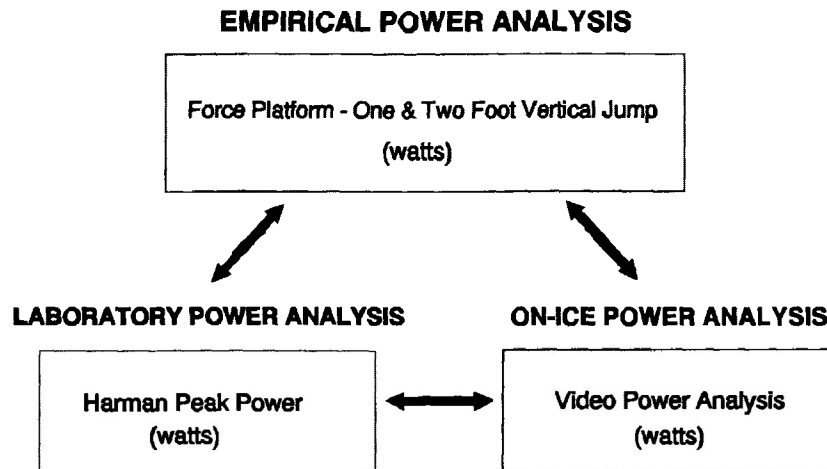 EMPIRICAL POWER ANALYSIS
Force Platform - One & Two Foot Vertical Jump
(watts)
LABORATORY POWER ANALYSIS
Harman Peak Power
(watts)
ON-ICE POWER ANALYSIS
Video Power Analysis
(watts)